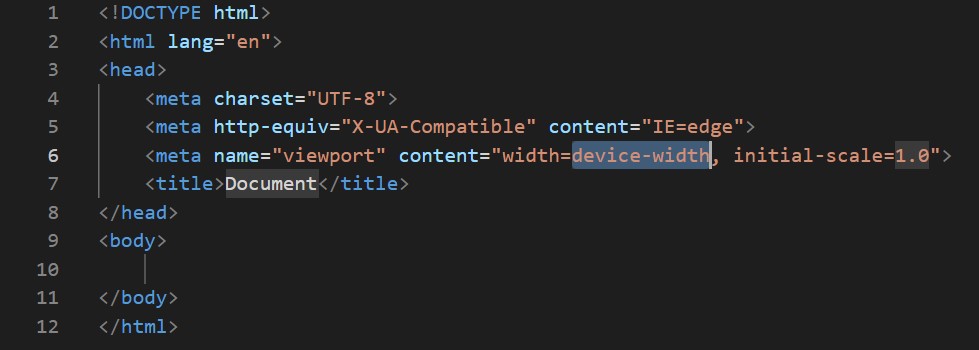 1 <!DOCTYPE html>
2 <html lang="en">
3 <head>
4     <meta charset="UTF-8">
5     <meta http-equiv="X-UA-Compatible" content="IE=edge">
6     <meta name="viewport" content="width=device-width, initial-scale=1.0">
7     <title>Document</title>
8 </head>
9 <body>
10
11 </body>
12 </html>